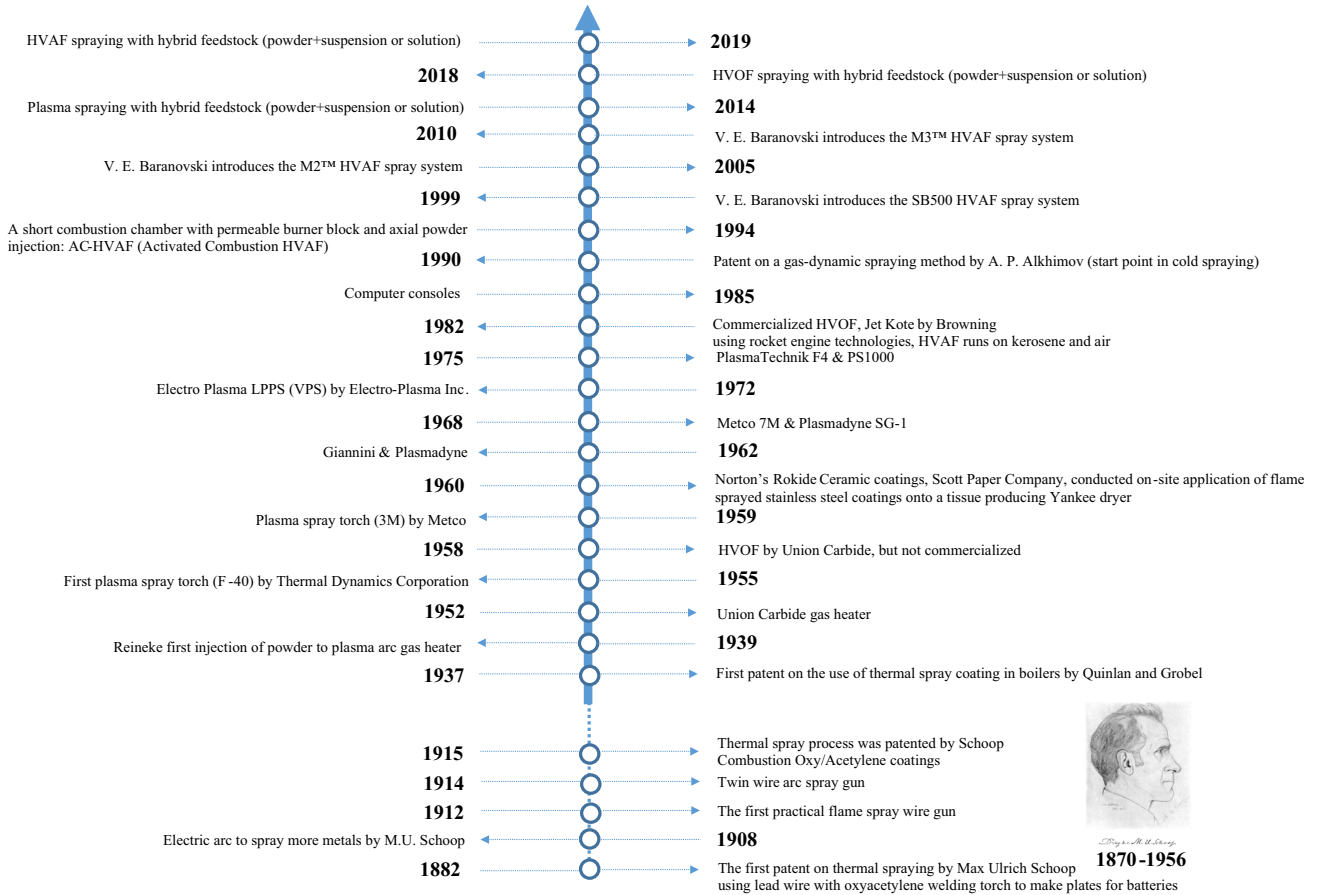 HVAF spraying with hybrid feedstock (powder+suspension or solution)
2019
2018
HVOF spraying with hybrid feedstock (powder+suspension or solution)
Plasma spraying with hybrid feedstock (powder+suspension or solution)
2014
2010
V. E. Baranovski introduces the M3™ HVAF spray system
V. E. Baranovski introduces the M2™ HVAF spray system
2005
1999
V. E. Baranovski introduces the SB500 HVAF spray system
A short combustion chamber with permeable burner block and axial powder
injection: AC-HVAF (Activated Combustion HVAF)
1994
1990
Patent on a gas-dynamic spraying method by A. P. Alkhimov (start point in cold spraying)
Computer consoles
1985
1982
Commercialized HVOF, Jet Kote by Browning
using rocket engine technologies, HVAF runs on kerosene and air
1975
PlasmaTechnik F4 & PS1000
Electro Plasma LPPS (VPS) by Electro-Plasma Inc.
1972
1968
Metco 7M & Plasmadyne SG-1
Giannini & Plasmadyne
1962
1960
Norton's Rokide Ceramic coatings, Scott Paper Company, conducted on-site application of flame
sprayed stainless steel coatings onto a tissue producing Yankee dryer
Plasma spray torch (3M) by Metco
1959
1958
HVOF by Union Carbide, but not commercialized
First plasma spray torch (F-40) by Thermal Dynamics Corporation
1955
1952
Union Carbide gas heater
Reineke first injection of powder to plasma arc gas heater
1939
1937
First patent on the use of thermal spray coating in boilers by Quinlan and Grobel
1915
Thermal spray process was patented by Schoop
Combustion Oxy/Acetylene coatings
1914
Twin wire arc spray gun
1912
The first practical flame spray wire gun
Electric arc to spray more metals by M.U. Schoop
1908
1882
The first patent on thermal spraying by Max Ulrich Schoop
using lead wire with oxyacetylene welding torch to make plates for batteries
M. U. Schoop
1870-1956